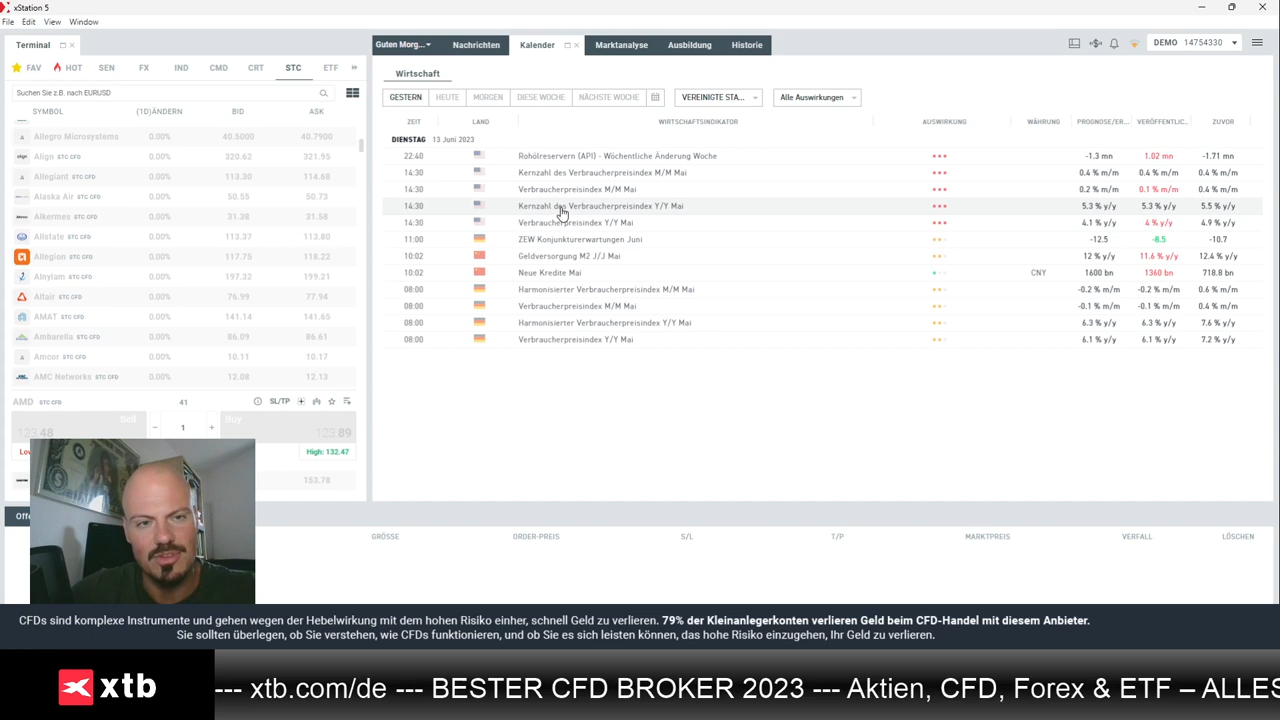 xStation 5
File Edit View Window
Terminal
FAV HOT SEN FX IND CMD CRT STC ETF
Suchen Sie z.B. nach EURUSD
SYMBOL (1D)ÄNDERN BID ASK
Allegro Microsystems 0.00% 40.5000 40.7900
Align STC CFD 0.00% 320.62 321.95
Allegiant STC CFD 0.00% 113.30 114.68
Alaska Air STC CFD 0.00% 50.55 50.73
Alkermes STC CFD 0.00% 31.38 31.58
Allstate STC CFD 0.00% 113.37 113.80
Allegion STC CFD 0.00% 117.75 118.22
Alnylam STC CFD 0.00% 197.32 199.21
Altair STC CFD 0.00% 76.99 77.94
AMAT STC CFD 0.00% 141.14 141.65
Ambarella STC CFD 0.00% 86.09 86.61
Amcor STC CFD 0.00% 10.11 10.17
AMC Networks STC CFD 0.00% 12.08 12.13
AMD STC CFD 41 SL/TP
Sell Buy
123.48 1 123.89
High: 132.47
153.78
Guten Morg... Nachrichten Kalender Marktanalyse Ausbildung Historie
DEMO 14754330
Wirtschaft
GESTERN HEUTE MORGEN DIESE WOCHE NÄCHSTE WOCHE VEREINIGTE STA... Alle Auswirkungen
ZEIT LAND WIRTSCHAFTSINDIKATOR AUSWIRKUNG WÄHRUNG PROGNOSE/ER... VERÖFFENTLIC... ZUVOR
DIENSTAG 13 Juni 2023
22:40 Rohölreservern (API) - Wöchentliche Änderung Woche -1.3 mn 1.02 mn -1.71 mn
14:30 Kernzahl des Verbraucherpreisindex M/M Mai 0.4 % m/m 0.4 % m/m 0.4 % m/m
14:30 Verbraucherpreisindex M/M Mai 0.2 % m/m 0.1 % m/m 0.4 % m/m
14:30 Kernzahl des Verbraucherpreisindex Y/Y Mai 5.3 % y/y 5.3 % y/y 5.5 % y/y
14:30 Verbraucherpreisindex Y/Y Mai 4.1 % y/y 4 % y/y 4.9 % y/y
11:00 ZEW Konjunkturerwartungen Juni -12.5 -8.5 -10.7
10:02 Geldversorgung M2 J/J Mai 12 % y/y 11.6 % y/y 12.4 % y/y
10:02 Neue Kredite Mai CNY 1600 bn 1360 bn 718.8 bn
08:00 Harmonisierter Verbraucherpreisindex M/M Mai -0.2 % m/m -0.2 % m/m 0.6 % m/m
08:00 Verbraucherpreisindex M/M Mai -0.1 % m/m -0.1 % m/m 0.4 % m/m
08:00 Harmonisierter Verbraucherpreisindex Y/Y Mai 6.3 % y/y 6.3 % y/y 7.6 % y/y
08:00 Verbraucherpreisindex Y/Y Mai 6.1 % y/y 6.1 % y/y 7.2 % y/y
GRÖSSE ORDER-PREIS S/L T/P MARKTPREIS VERFALL LÖSCHEN
CFDs sind komplexe Instrumente und gehen wegen der Hebelwirkung mit dem hohen Risiko einher, schnell Geld zu verlieren. 79% der Kleinanlegerkonten verlieren Geld beim CFD-Handel mit diesem Anbieter.
Sie sollten überlegen, ob Sie verstehen, wie CFDs funktionieren, und ob Sie es sich leisten können, das hohe Risiko einzugehen, Ihr Geld zu verlieren.
xtb --- xtb.com/de --- BESTER CFD BROKER 2023 --- Aktien, CFD, Forex & ETF – ALLES